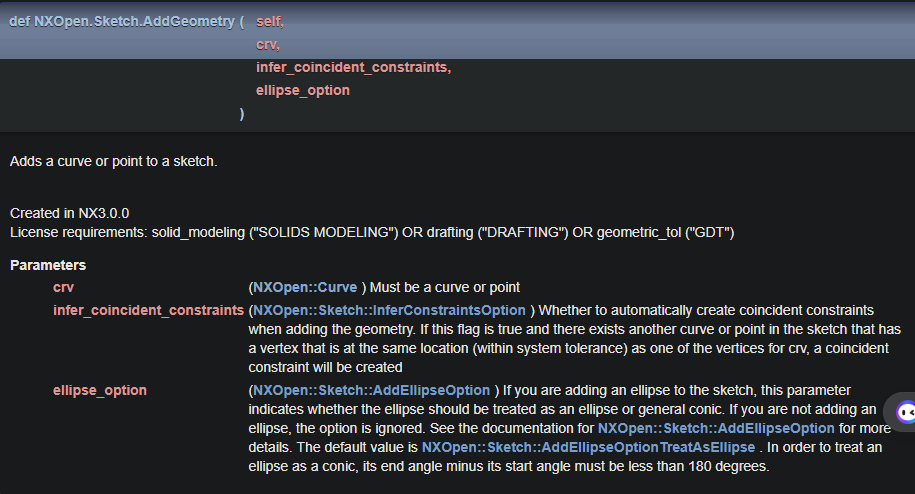 def NXOpen.Sketch.AddGeometry ( self,
crv,
infer_coincident_constraints,
ellipse_option
)
Adds a curve or point to a sketch.
Created in NX3.0.0
License requirements: solid_modeling ("SOLIDS MODELING") OR drafting ("DRAFTING") OR geometric_tol ("GDT")
Parameters
crv (NXOpen::Curve ) Must be a curve or point
infer_coincident_constraints (NXOpen::Sketch::InferConstraintsOption ) Whether to automatically create coincident constraints
when adding the geometry. If this flag is true and there exists another curve or point in the sketch that has
a vertex that is at the same location (within system tolerance) as one of the vertices for crv, a coincident
constraint will be created
ellipse_option (NXOpen::Sketch::AddEllipseOption ) If you are adding an ellipse to the sketch, this parameter
indicates whether the ellipse should be treated as an ellipse or general conic. If you are not adding an
ellipse, the option is ignored. See the documentation for NXOpen::Sketch::AddEllipseOption for more
details. The default value is NXOpen::Sketch::AddEllipseOptionTreatAsEllipse . In order to treat an
ellipse as a conic, its end angle minus its start angle must be less than 180 degrees.